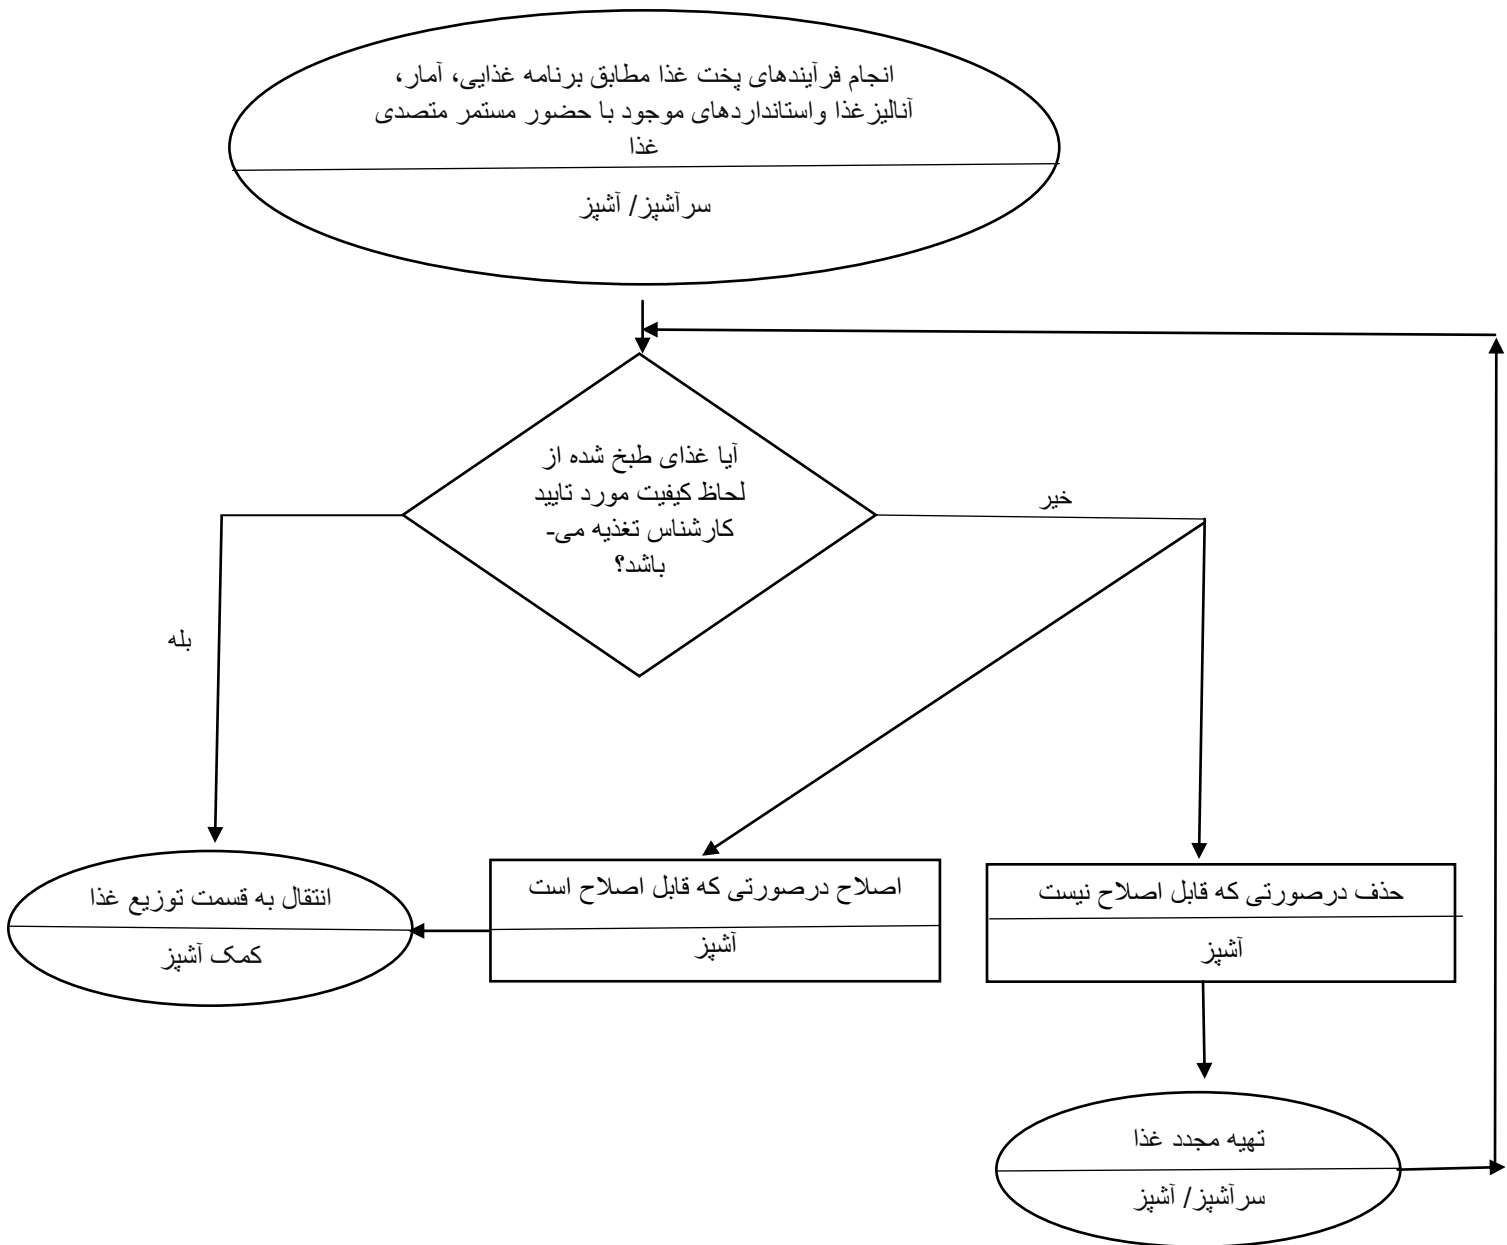 انجام فرآیندهای پخت غذا مطابق برنامه غذایی، آمار،
آنالیزغذا واستانداردهای موجود با حضور مستمر متصدی
غذا
سرآشپز/ آشپز
آیا غذای طبخ شده از
لحاظ کیفیت مورد تایید
کارشناس تغذیه می-
باشد؟
خیر
بله
حذف درصورتی که قابل اصلاح نیست
آشپز
اصلاح درصورتی که قابل اصلاح است
آشپز
انتقال به قسمت توزیع غذا
کمک آشپز
تهیه مجدد غذا
سرآشپز/ آشپز